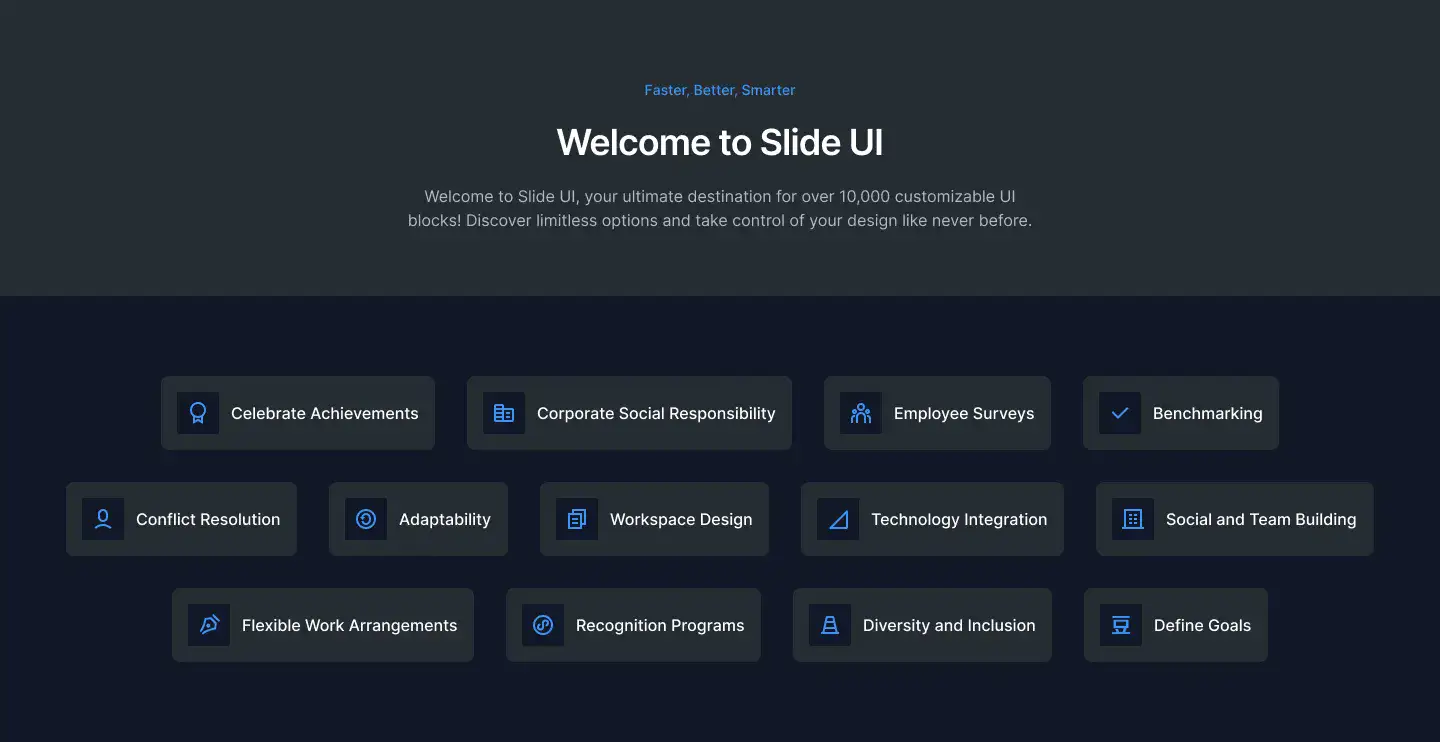 Faster, Better, Smarter
Welcome to Slide UI
Welcome to Slide UI, your ultimate destination for over 10,000 customizable UI
blocks! Discover limitless options and take control of your design like never before.
Celebrate Achievements
Corporate Social Responsibility
Employee Surveys
Benchmarking
Conflict Resolution
Adaptability
Workspace Design
Technology Integration
Social and Team Building
Flexible Work Arrangements
Recognition Programs
Diversity and Inclusion
Define Goals